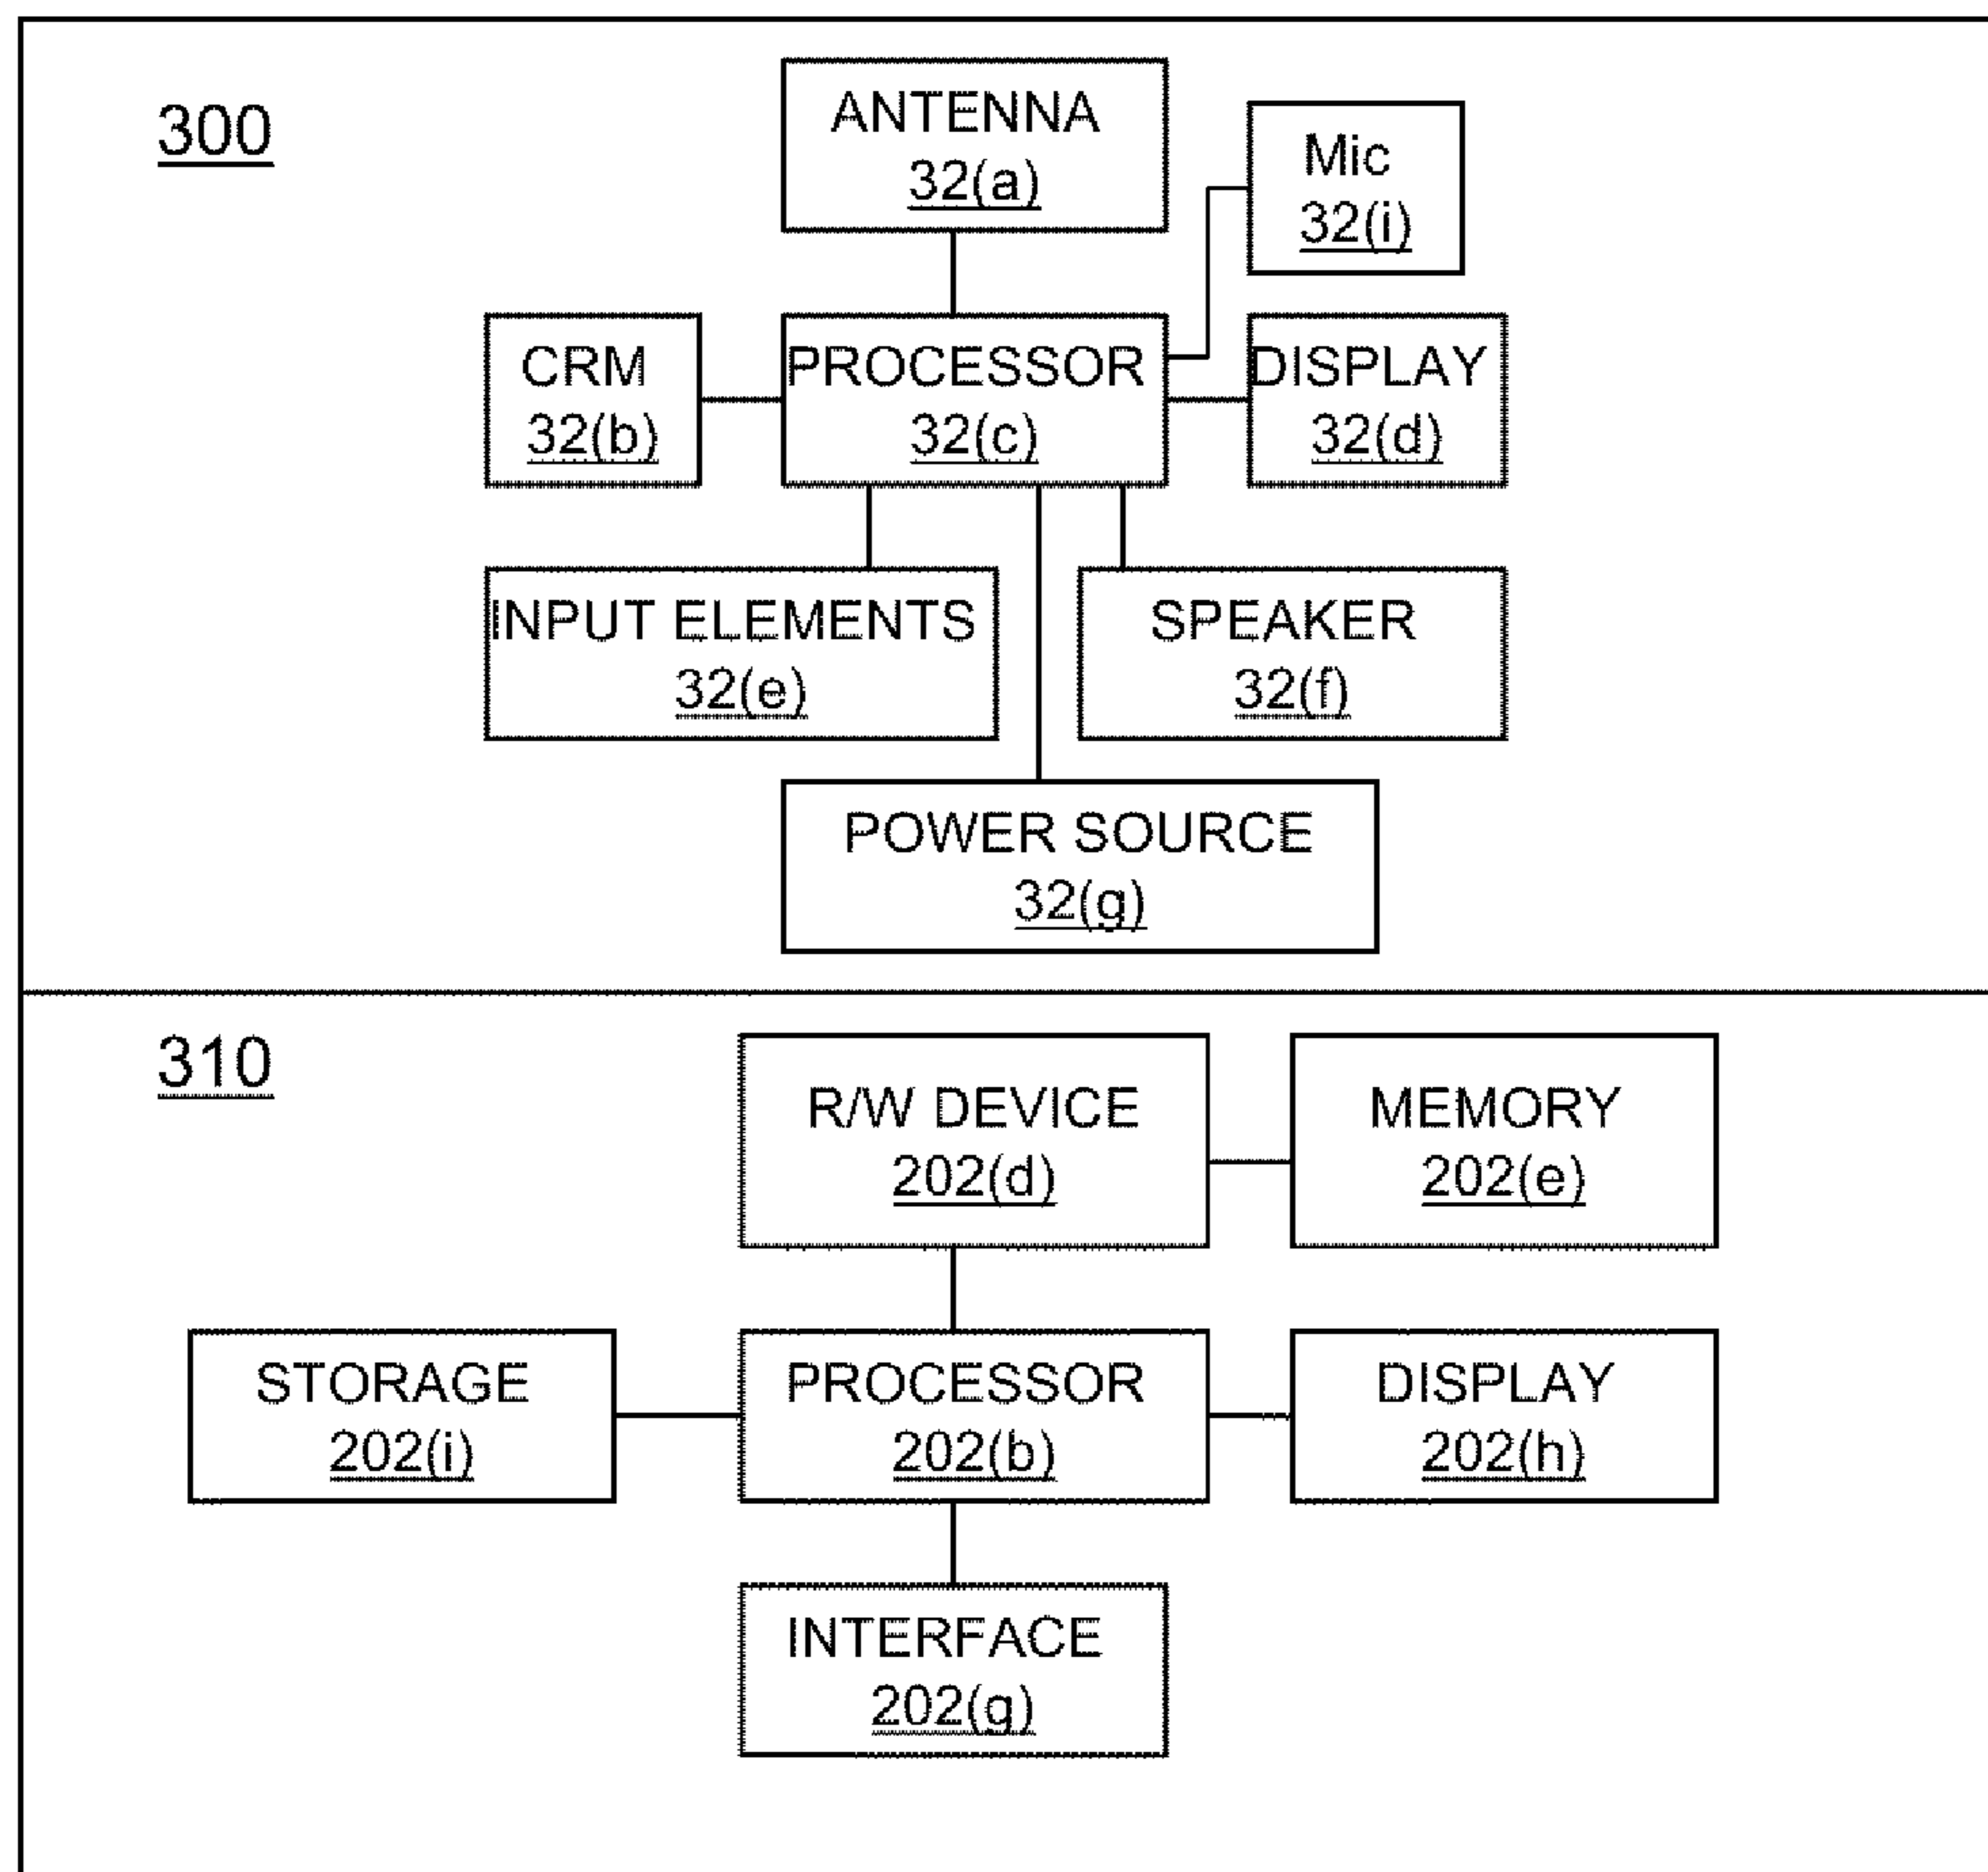 300
ANTENNA
32(a)
Mic
32(i)
CRM
32(b)
PROCESSOR
32(c)
DISPLAY
32(d)
INPUT ELEMENTS
32(e)
SPEAKER
32(f)
POWER SOURCE
32(g)
310
R/W DEVICE
202(d)
MEMORY
202(e)
STORAGE
202(i)
PROCESSOR
202(b)
DISPLAY
202(h)
INTERFACE
202(g)